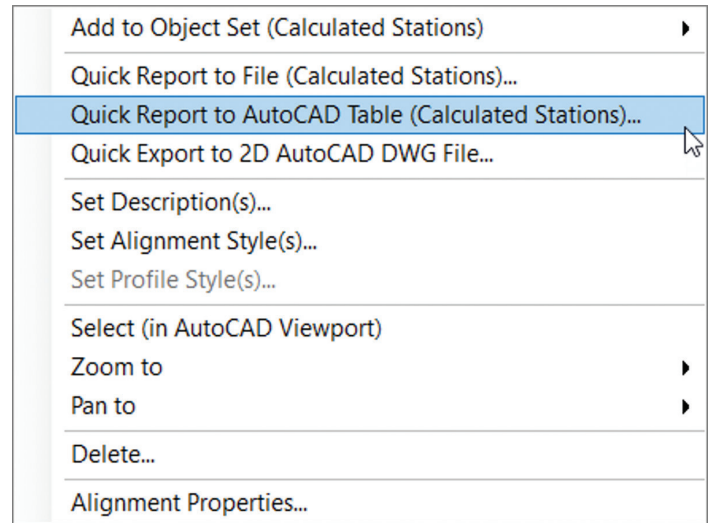 Add to Object Set (Calculated Stations)
Quick Report to File (Calculated Stations)...
Quick Report to AutoCAD Table (Calculated Stations)...
Quick Export to 2D AutoCAD DWG File...
Set Description(s)...
Set Alignment Style(s)...
Set Profile Style(s)...
Select (in AutoCAD Viewport)
Zoom to
Pan to
Delete...
Alignment Properties...